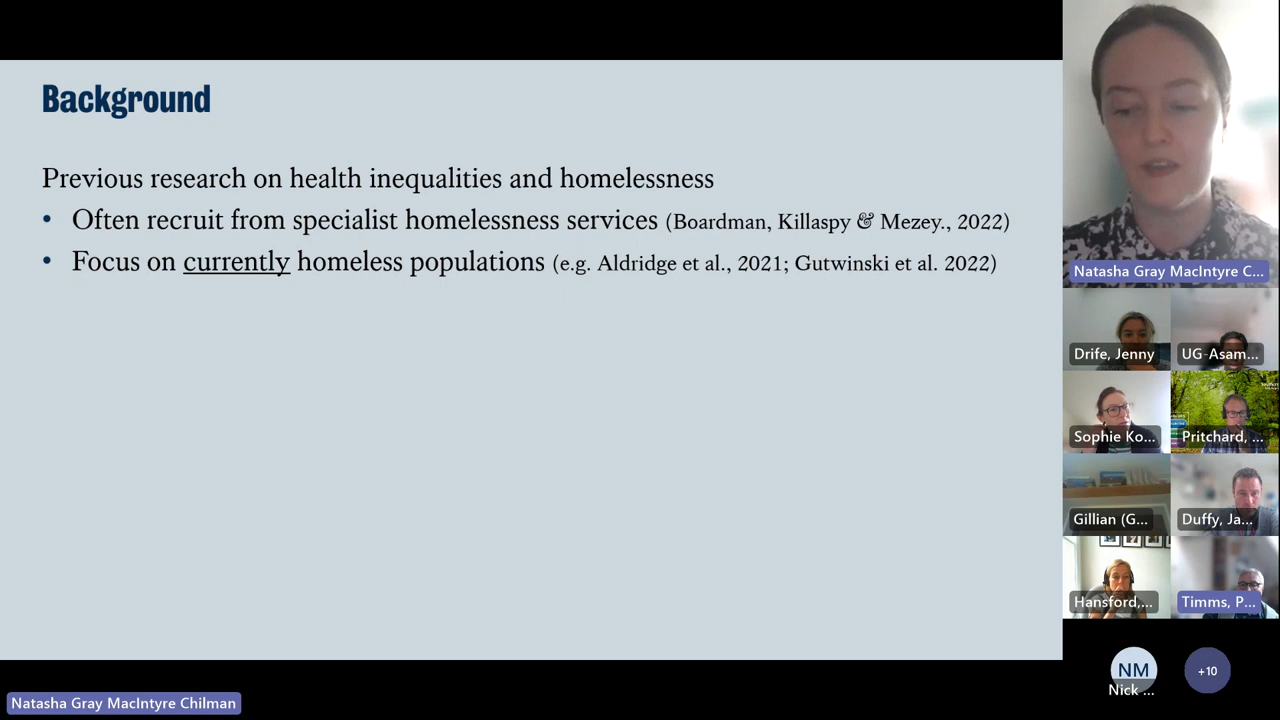 Background
Previous research on health inequalities and homelessness
• Often recruit from specialist homelessness services (Boardman, Killaspy & Mezey., 2022)
• Focus on currently homeless populations (e.g. Aldridge et al., 2021; Gutwinski et al. 2022)
Natasha Gray MacIntyre C...
Drife, Jenny
UG-Asam...
Sophie Ko...
Pritchard, ...
Gillian (G...
Duffy, Ja...
Hansford,...
Timms, P...
NM
Nick ...
+10
Natasha Gray MacIntyre Chilman